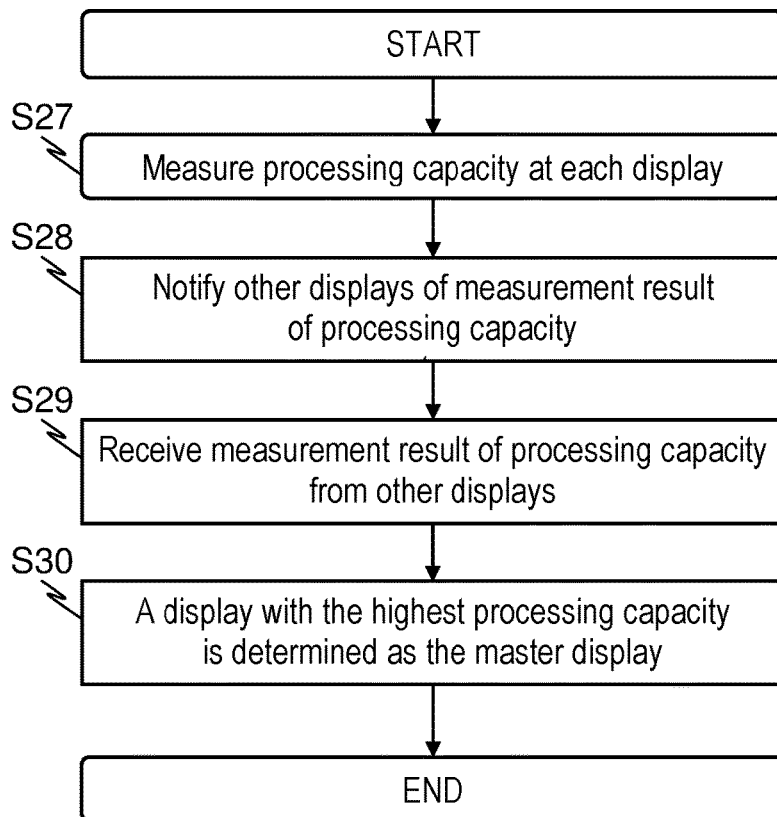 START
S27
Measure processing capacity at each display
S28
Notify other displays of measurement result
of processing capacity
S29
Receive measurement result of processing capacity
from other displays
S30
A display with the highest processing capacity
is determined as the master display
END